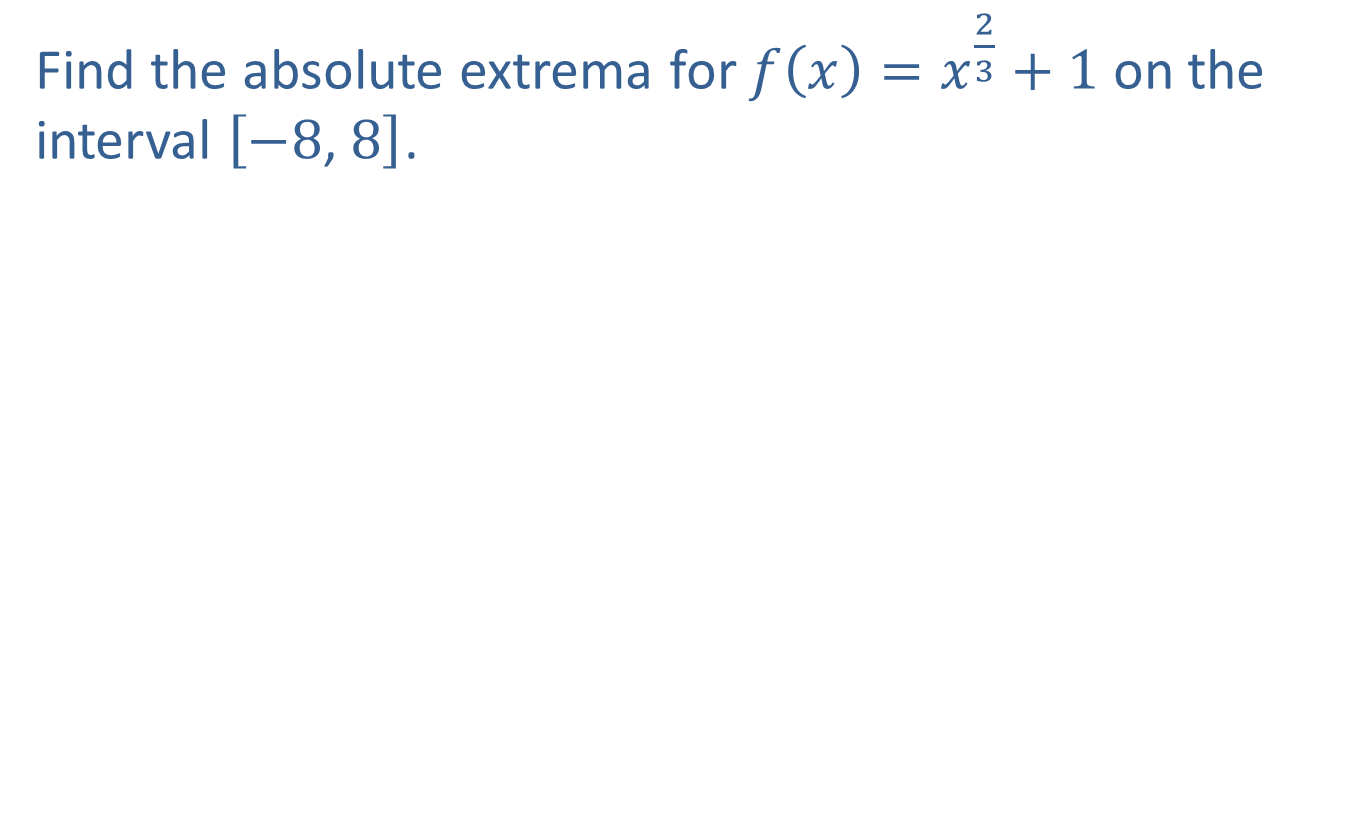 Find the absolute extrema for 𝑓(𝑥) = 𝑥^(2/3) + 1 on the
interval [−8, 8].